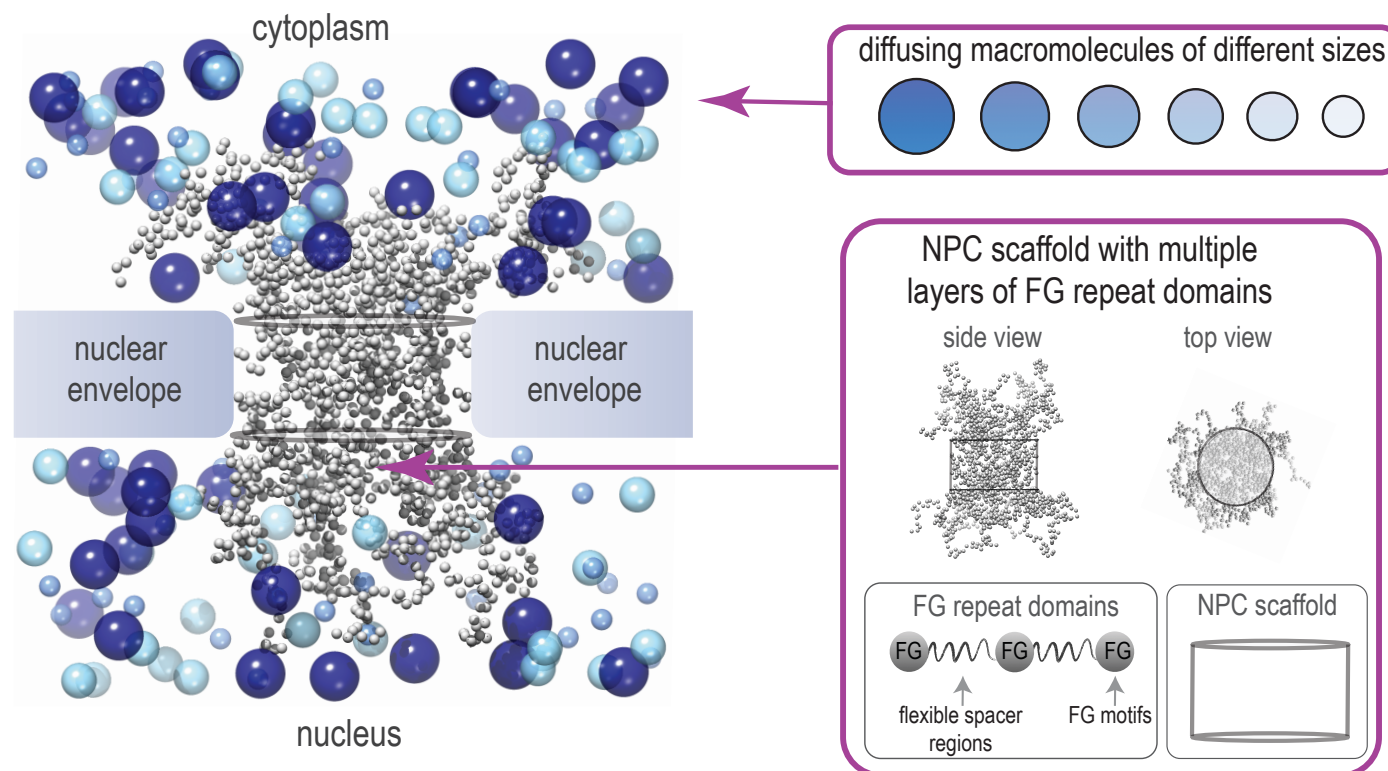 cytoplasm
nuclear
envelope
nuclear
envelope
nucleus
diffusing macromolecules of different sizes
NPC scaffold with multiple
layers of FG repeat domains
side view
top view
FG repeat domains
FG
FG
FG
flexible spacer
regions
FG motifs
NPC scaffold